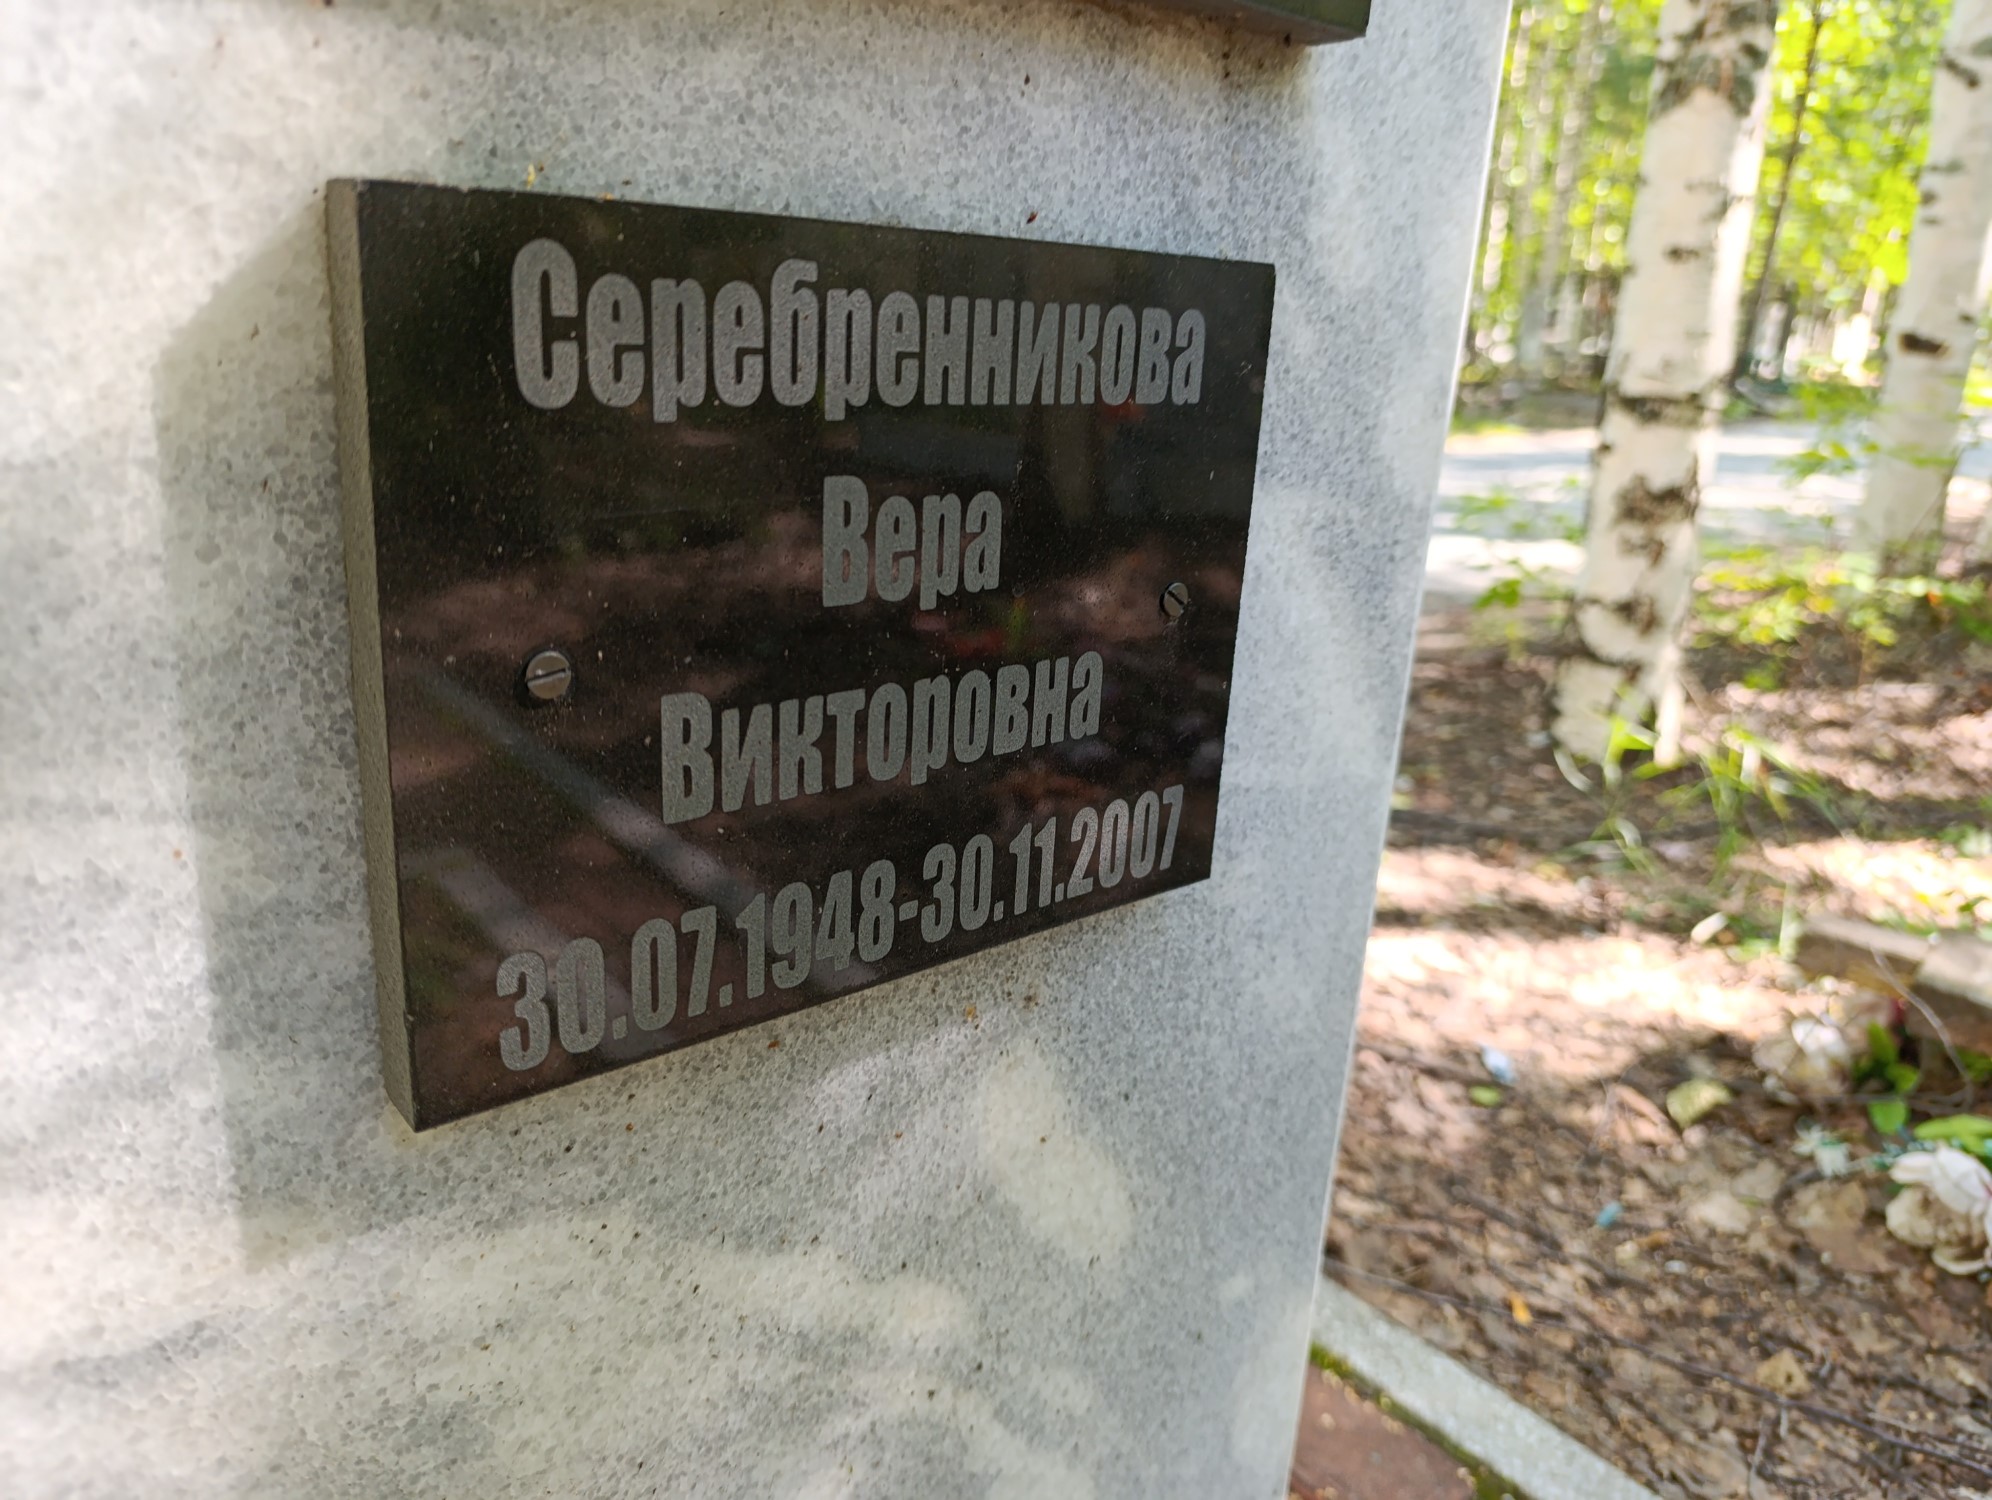 Серебренникова
Вера
Викторовна
30.07.1948-30.11.2007